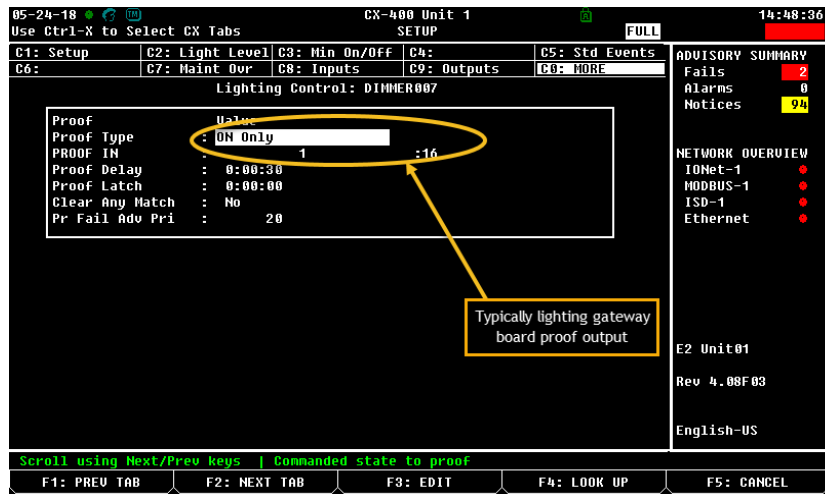 05-24-18 CX-400 Unit 1 14:48:36
Use Ctrl-X to Select CX Tabs SETUP FULL
C1: Setup C2: Light Level C3: Min On/Off C4: C5: Std Events
C6: C7: Maint Ovr C8: Inputs C9: Outputs C0: MORE
Lighting Control: DIMMER007
Proof Value
Proof Type : ON Only
PROOF IN : 1 :16
Proof Delay : 0:00:30
Proof Latch : 0:00:00
Clear Any Match : No
Pr Fail Adv Pri : 20
Typically lighting gateway
board proof output
ADVISORY SUMMARY
Fails 2
Alarms 0
Notices 94
NETWORK OVERVIEW
IONet-1
MODBUS-1
ISD-1
Ethernet
E2 Unit01
Rev 4.08F03
English-US
Scroll using Next/Prev keys | Commanded state to proof
F1: PREV TAB F2: NEXT TAB F3: EDIT F4: LOOK UP F5: CANCEL